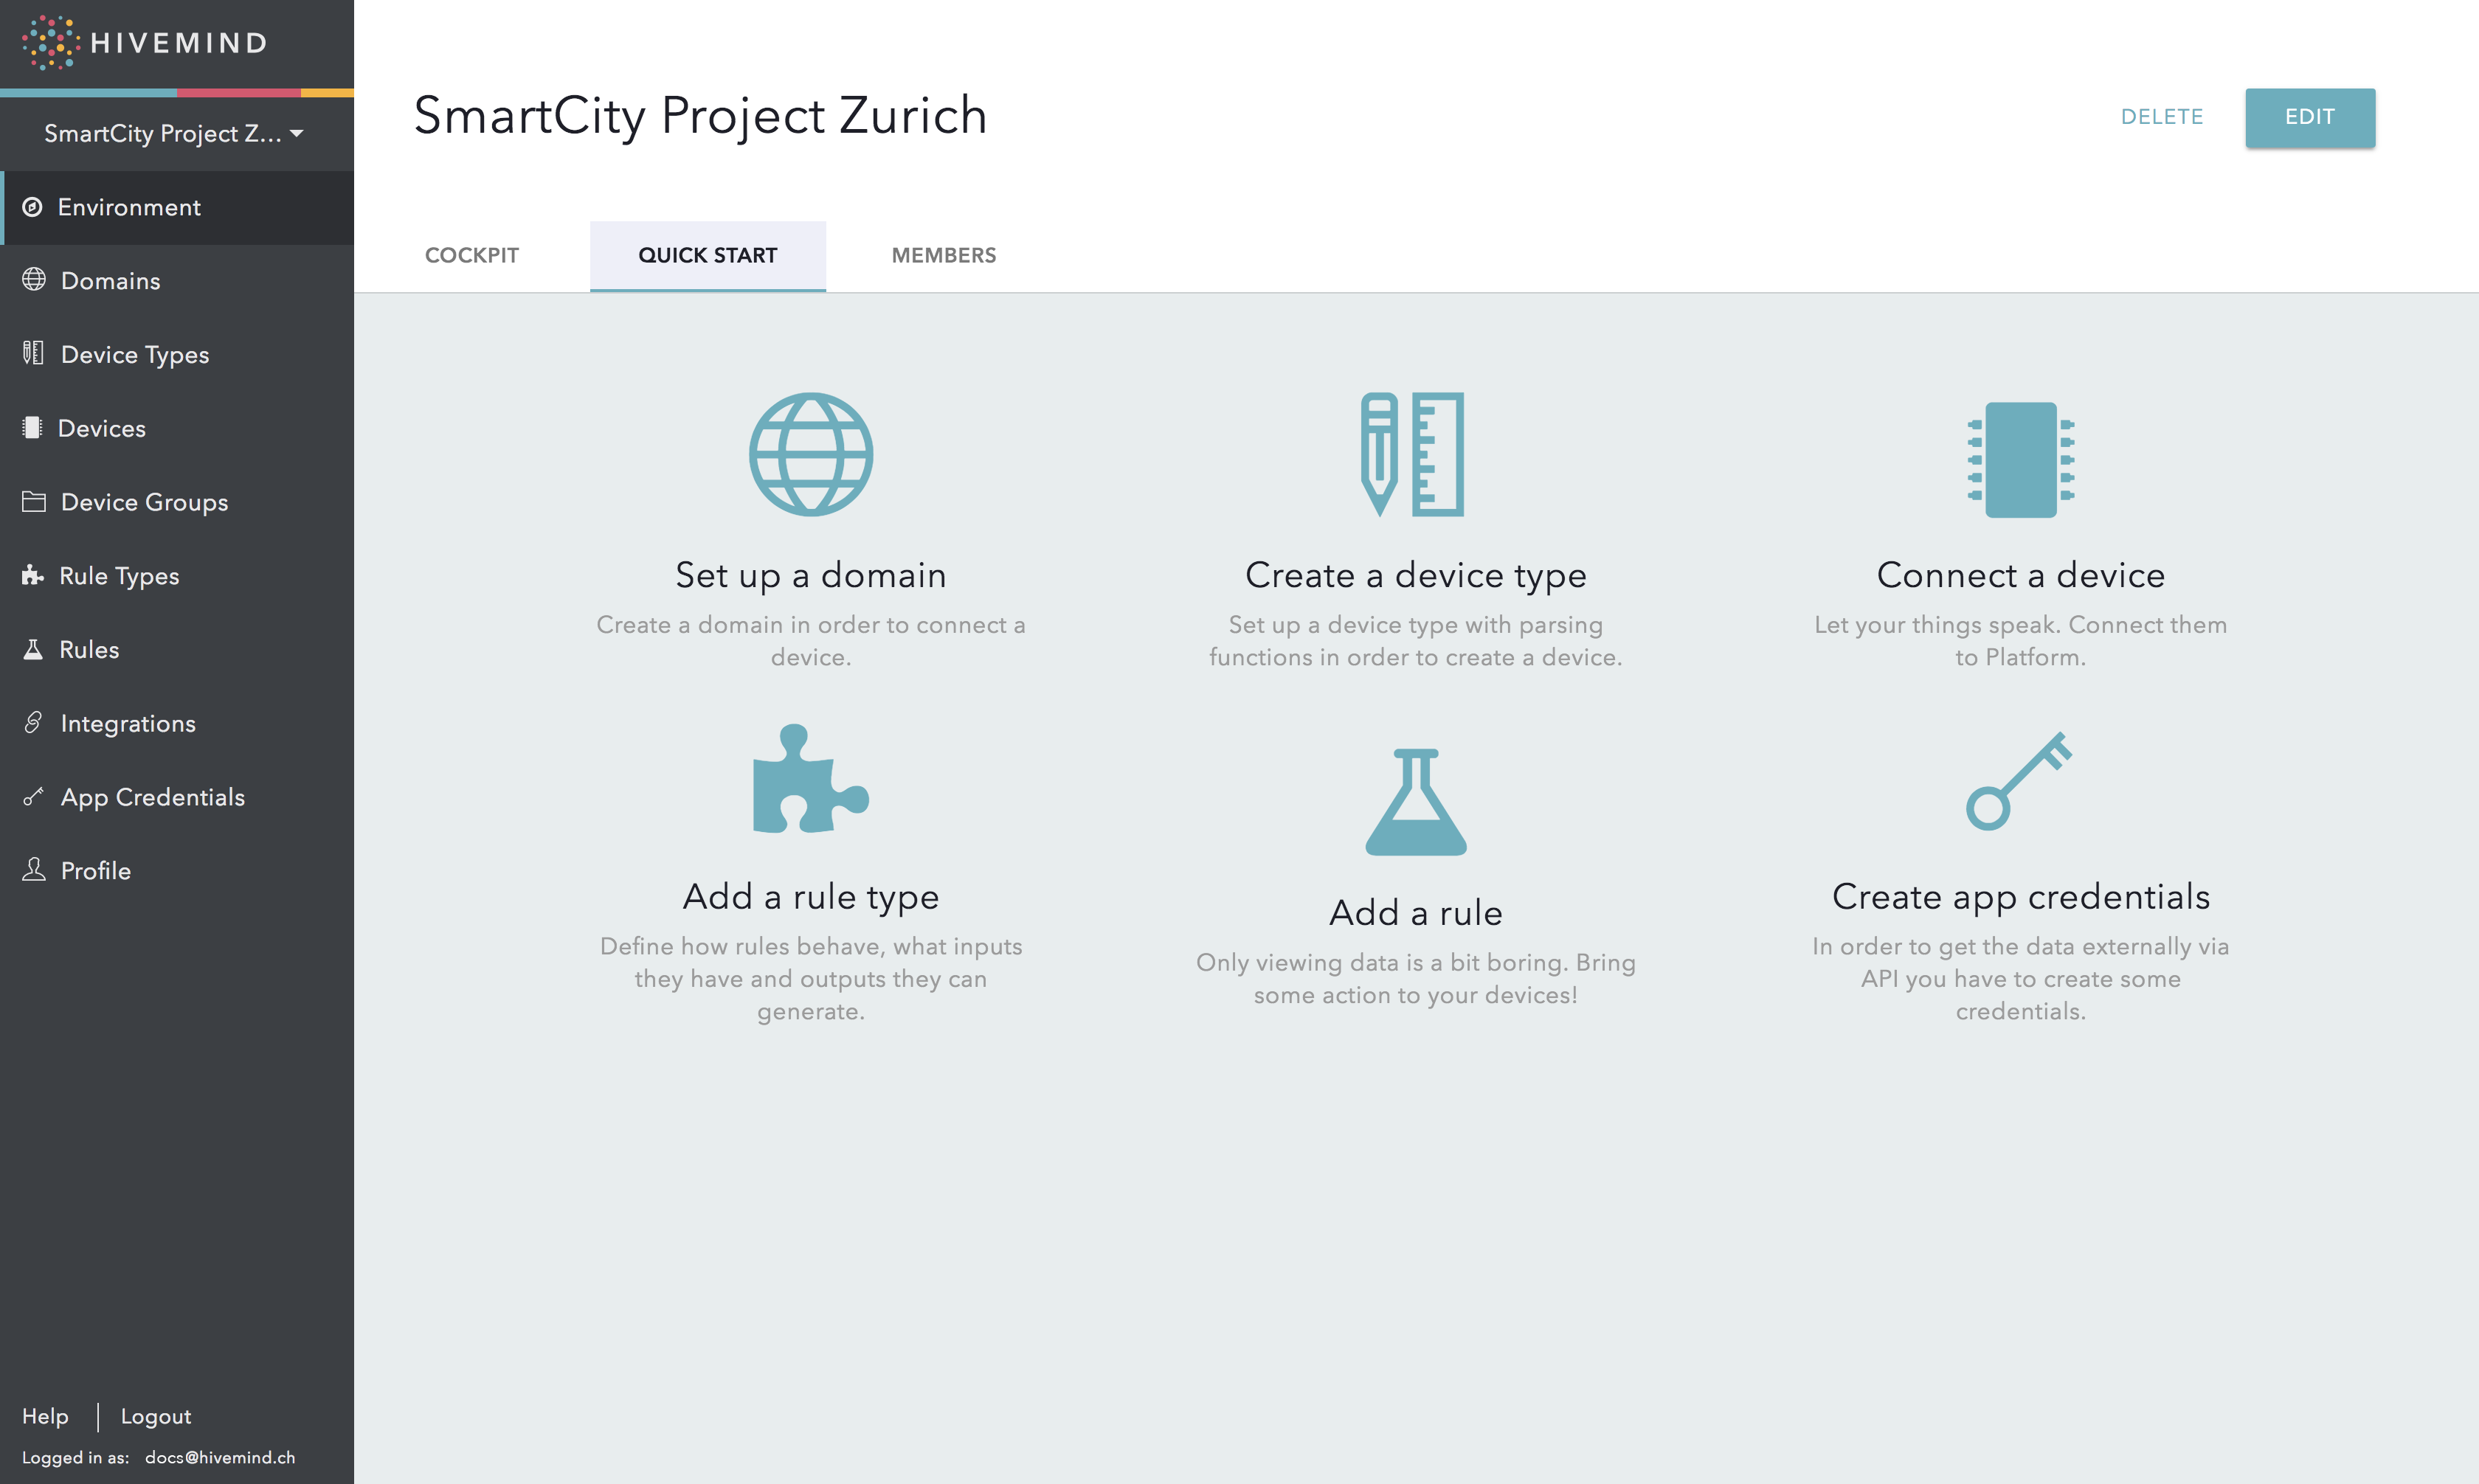 HIVEMIND
SmartCity Project Z...
Environment
Domains
Device Types
Devices
Device Groups
Rule Types
Rules
Integrations
App Credentials
Profile
Help
Logout
Logged in as: docs@hivemind.ch
SmartCity Project Zurich
DELETE
EDIT
COCKPIT
QUICK START
MEMBERS
Set up a domain
Create a domain in order to connect a
device.
Create a device type
Set up a device type with parsing
functions in order to create a device.
Connect a device
Let your things speak. Connect them
to Platform.
Add a rule type
Define how rules behave, what inputs
they have and outputs they can
generate.
Add a rule
Only viewing data is a bit boring. Bring
some action to your devices!
Create app credentials
In order to get the data externally via
API you have to create some
credentials.